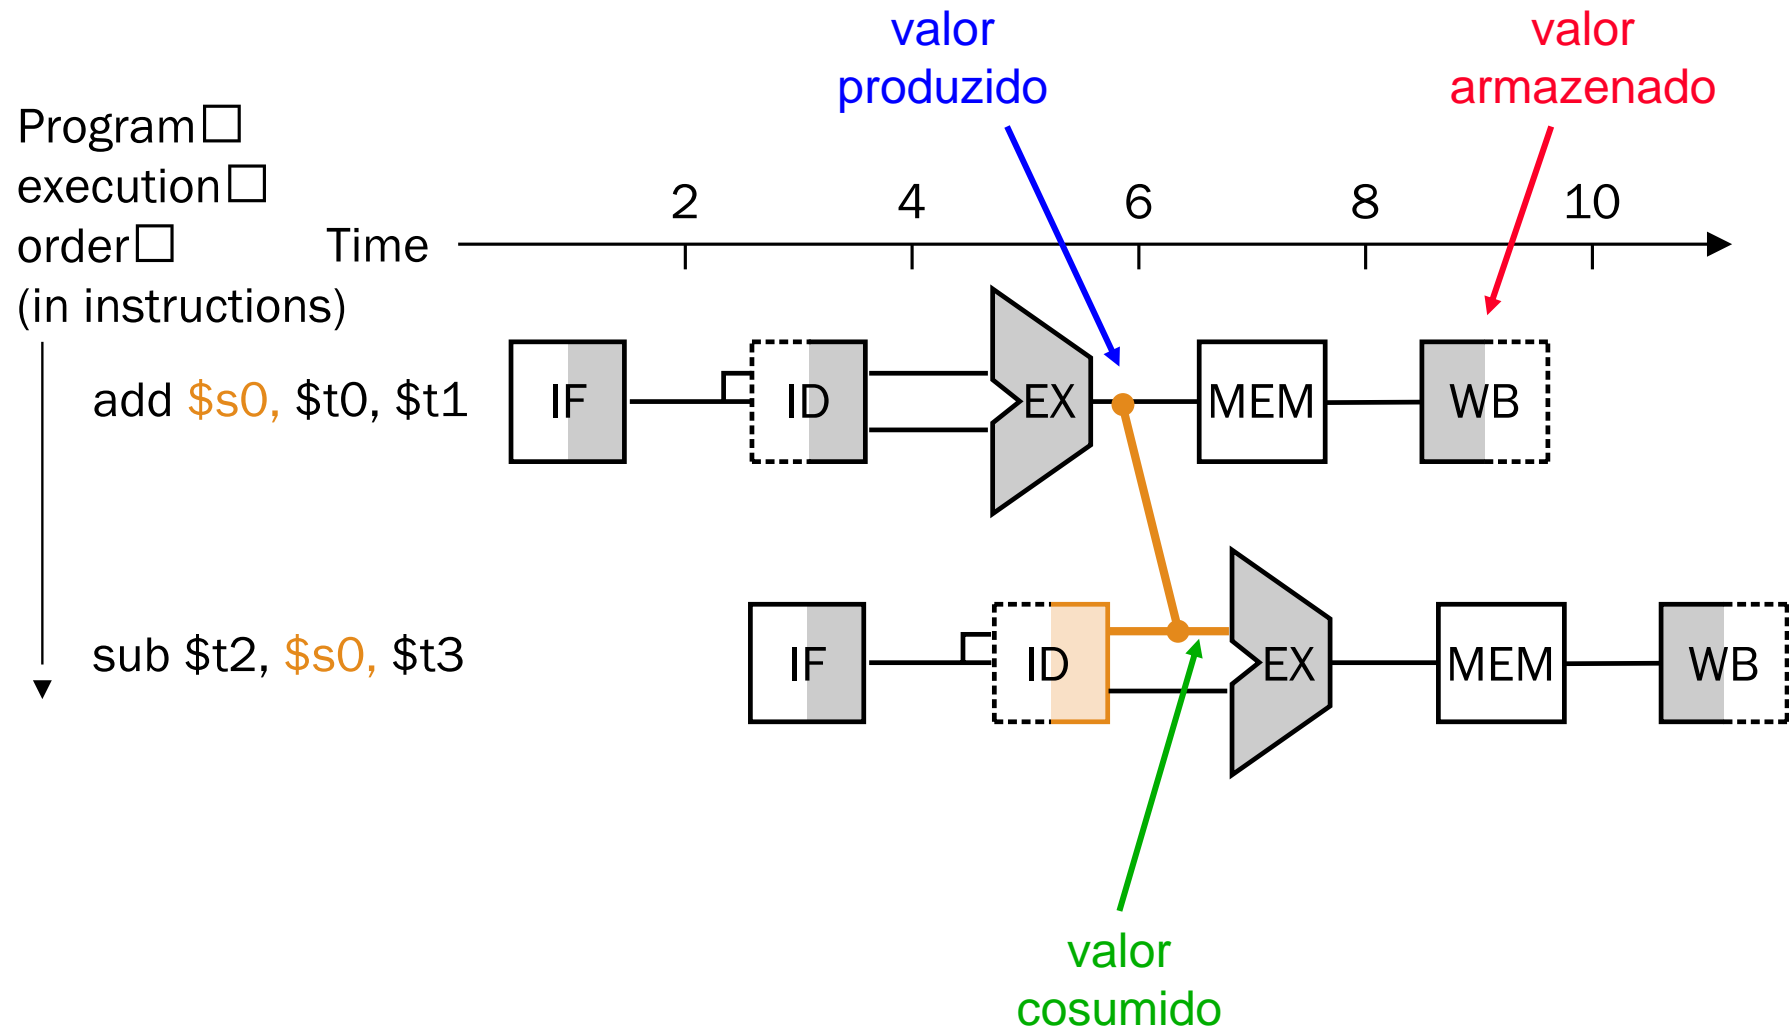 valor
produzido
valor
armazenado
Program□
execution□
order□
(in instructions)
Time
2 4 6 8 10
add $s0, $t0, $t1
IF ID EX MEM WB
sub $t2, $s0, $t3
IF ID EX MEM WB
valor
cosumido